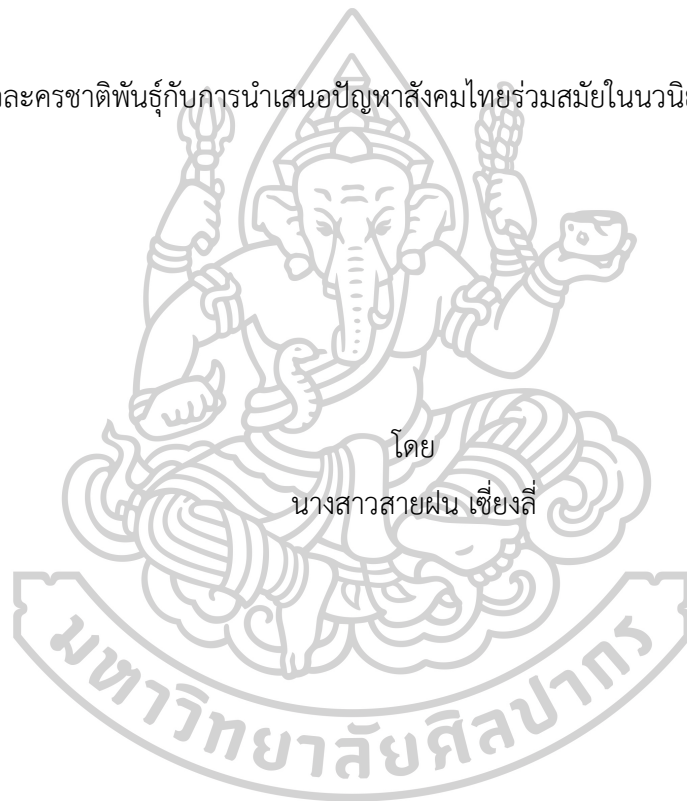 ละครชาติพันธุ์กับการนำเสนอปัญหาสังคมไทยร่วมสมัยในนวนิ
โดย
นางสาวสายฝน เซี่ยงลี่
มหาวิทยาลัยศิลปากร